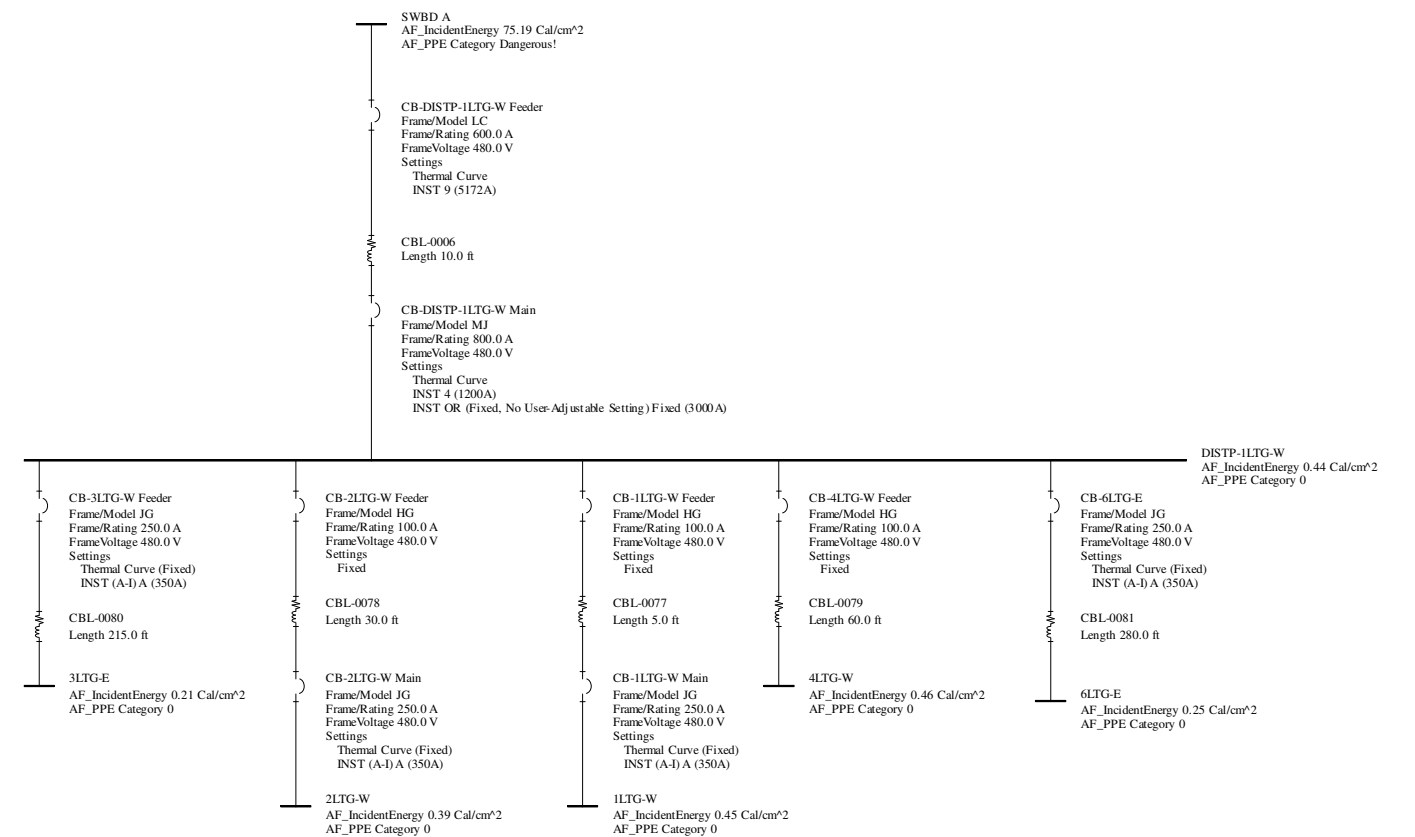 SWBD A
AF_IncidentEnergy 75.19 Cal/cm^2
AF_PPE Category Dangerous!
CB-DISTP-1LTG-W Feeder
Frame/Model LC
Frame/Rating 600.0 A
FrameVoltage 480.0 V
Settings
Thermal Curve
INST 9 (5172A)
CBL-0006
Length 10.0 ft
CB-DISTP-1LTG-W Main
Frame/Model MJ
Frame/Rating 800.0 A
FrameVoltage 480.0 V
Settings
Thermal Curve
INST 4 (1200A)
INST OR (Fixed, No User-Adjustable Setting) Fixed (3000A)
DISTP-1LTG-W
AF_IncidentEnergy 0.44 Cal/cm^2
AF_PPE Category 0
CB-3LTG-W Feeder
Frame/Model JG
Frame/Rating 250.0 A
FrameVoltage 480.0 V
Settings
Thermal Curve (Fixed)
INST (A-I) A (350A)
CBL-0080
Length 215.0 ft
3LTG-E
AF_IncidentEnergy 0.21 Cal/cm^2
AF_PPE Category 0
CB-2LTG-W Feeder
Frame/Model HG
Frame/Rating 100.0 A
FrameVoltage 480.0 V
Settings
Fixed
CBL-0078
Length 30.0 ft
CB-2LTG-W Main
Frame/Model JG
Frame/Rating 250.0 A
FrameVoltage 480.0 V
Settings
Thermal Curve (Fixed)
INST (A-I) A (350A)
2LTG-W
AF_IncidentEnergy 0.39 Cal/cm^2
AF_PPE Category 0
CB-1LTG-W Feeder
Frame/Model HG
Frame/Rating 100.0 A
FrameVoltage 480.0 V
Settings
Fixed
CBL-0077
Length 5.0 ft
CB-1LTG-W Main
Frame/Model JG
Frame/Rating 250.0 A
FrameVoltage 480.0 V
Settings
Thermal Curve (Fixed)
INST (A-I) A (350A)
1LTG-W
AF_IncidentEnergy 0.45 Cal/cm^2
AF_PPE Category 0
CB-4LTG-W Feeder
Frame/Model HG
Frame/Rating 100.0 A
FrameVoltage 480.0 V
Settings
Fixed
CBL-0079
Length 60.0 ft
4LTG-W
AF_IncidentEnergy 0.46 Cal/cm^2
AF_PPE Category 0
CB-6LTG-E
Frame/Model JG
Frame/Rating 250.0 A
FrameVoltage 480.0 V
Settings
Thermal Curve (Fixed)
INST (A-I) A (350A)
CBL-0081
Length 280.0 ft
6LTG-E
AF_IncidentEnergy 0.25 Cal/cm^2
AF_PPE Category 0